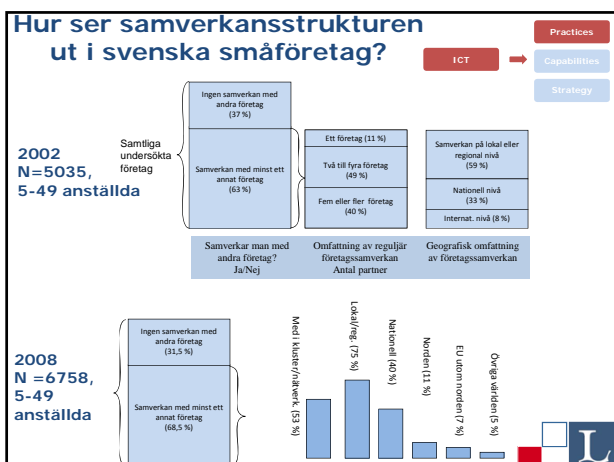 Hur ser samverkansstrukturen
ut i svenska småföretag?
ICT
Practices
Capabilities
Strategy
2002
N=5035,
5-49 anställda
Samtliga
undersökta
företag
Ingen samverkan med
andra företag
(37 %)
Samverkan med minst ett
annat företag
(63 %)
Ett företag (11 %)
Två till fyra företag
(49 %)
Fem eller fler företag
(40 %)
Samverkan på lokal eller
regional nivå
(59 %)
Nationell nivå
(33 %)
Internat. nivå (8 %)
Samverkar man med
andra företag?
Ja/Nej
Omfattning av reguljär
företagssamverkan
Antal partner
Geografisk omfattning
av företagssamverkan
2008
N =6758,
5-49
anställda
Ingen samverkan med
andra företag
(31,5 %)
Samverkan med minst ett
annat företag
(68,5 %)
Med i kluster/nätverk (53 %)
Lokal/reg. (75 %)
Nationell (40 %)
Norden (11 %)
EU utom norden (7 %)
Övriga världen (5 %)
L